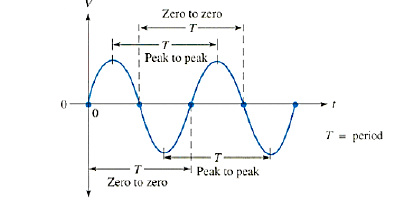 V
Zero to zero
T
T
Peak to peak
0
0
t
T = period
T
T
Zero to zero
Peak to peak